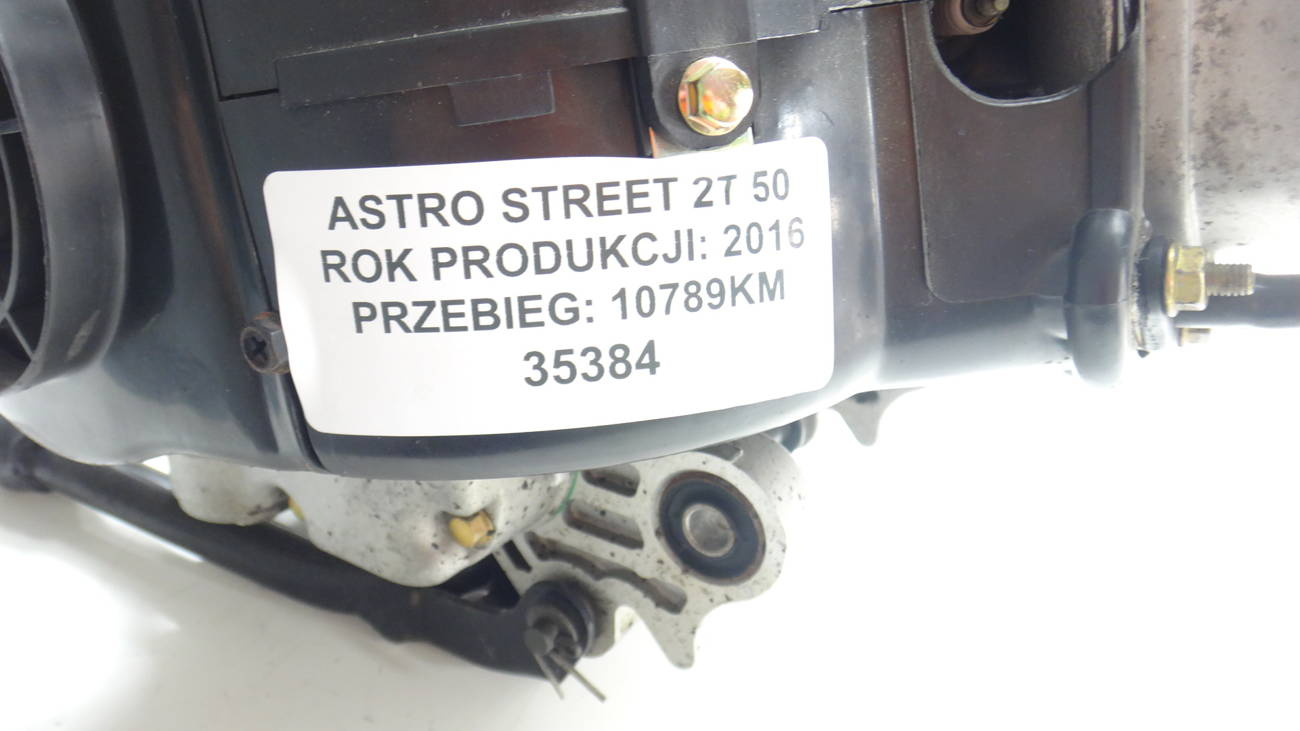 ASTRO STREET 2T 50
ROK PRODUKCJI: 2016
PRZEBIEG: 10789KM
35384